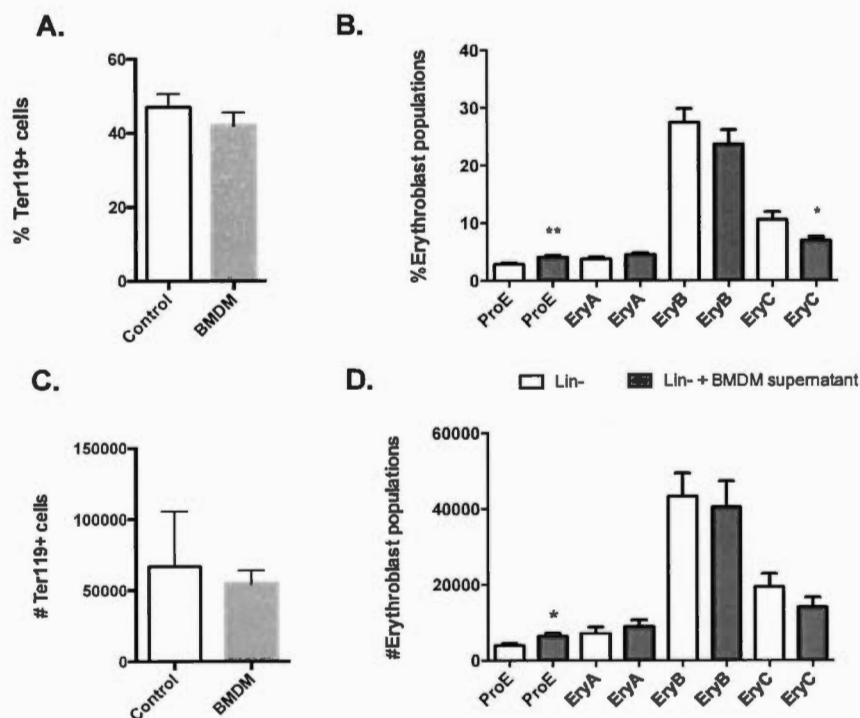 A.
% Ter119+ cells
60
40
20
0
Control
BMDM
B.
%Erythroblast populations
40
30
20
10
0
**
*
ProE
ProE
EryA
EryA
EryB
EryB
EryC
EryC
Lin-
Lin- + BMDM supernatant
C.
# Ter119+ cells
150000
100000
50000
0
Control
BMDM
D.
#Erythroblast populations
60000
40000
20000
0
*
ProE
ProE
EryA
EryA
EryB
EryB
EryC
EryC